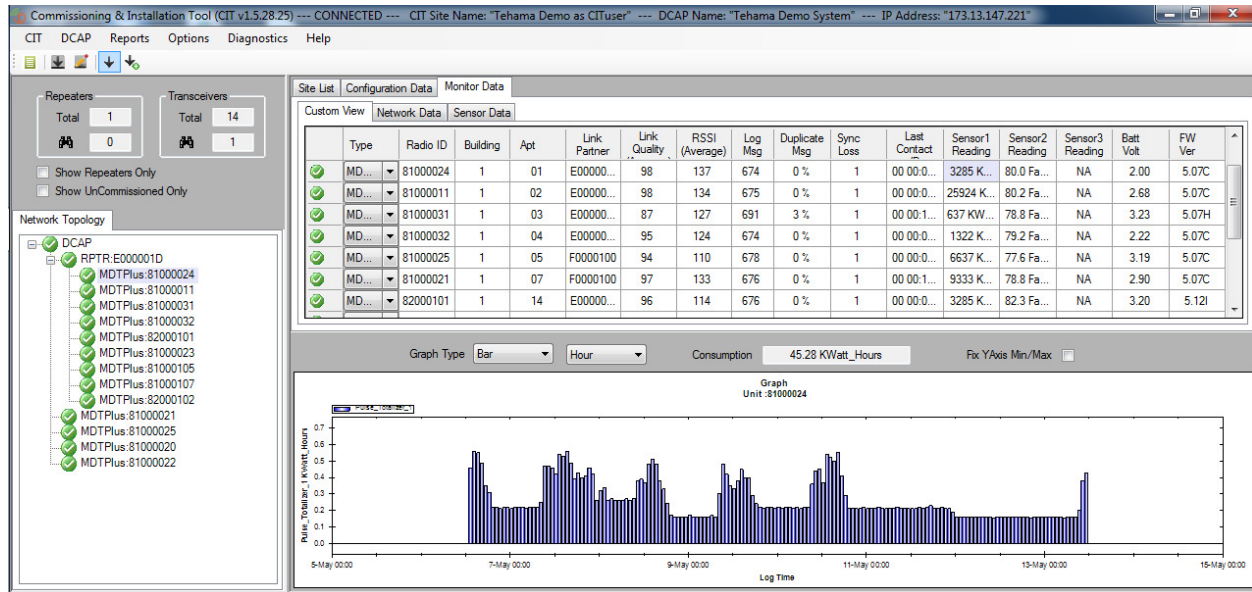 Commissioning & Installation Tool (CIT v1.5.28.25) --- CONNECTED --- CIT Site Name: "Tehama Demo as CITuser" --- DCAP Name: "Tehama Demo System" --- IP Address: "173.13.147.221"
CIT DCAP Reports Options Diagnostics Help
Repeaters Transceivers
Total 1 Total 14
0 1
Show Repeaters Only
Show UnCommissioned Only
Network Topology
DCAP
RPTR:E000001D
MDTPlus:81000024
MDTPlus:81000011
MDTPlus:81000031
MDTPlus:81000032
MDTPlus:82000101
MDTPlus:81000023
MDTPlus:81000105
MDTPlus:81000107
MDTPlus:82000102
MDTPlus:81000021
MDTPlus:81000025
MDTPlus:81000020
MDTPlus:81000022
Site List Configuration Data Monitor Data
Custom View Network Data Sensor Data
Type Radio ID Building Apt Link Partner Link Quality RSSI (Average) Log Msg Duplicate Msg Sync Loss Last Contact Sensor1 Reading Sensor2 Reading Sensor3 Reading Batt Volt FW Ver
MD... 81000024 1 01 E00000... 98 137 674 0 % 1 00 00:0... 3285 K... 80.0 Fa... NA 2.00 5.07C
MD... 81000011 1 02 E00000... 98 134 675 0 % 1 00 00:0... 25924 K... 80.2 Fa... NA 2.68 5.07C
MD... 81000031 1 03 E00000... 87 127 691 3 % 1 00 00:1... 637 KW... 78.8 Fa... NA 3.23 5.07H
MD... 81000032 1 04 E00000... 95 124 674 0 % 1 00 00:0... 1322 K... 79.2 Fa... NA 2.22 5.07C
MD... 81000025 1 05 F0000100 94 110 678 0 % 1 00 00:0... 6637 K... 77.6 Fa... NA 3.19 5.07C
MD... 81000021 1 07 F0000100 97 133 676 0 % 1 00 00:1... 9333 K... 78.8 Fa... NA 2.90 5.07C
MD... 82000101 1 14 E00000... 96 114 676 0 % 1 00 00:0... 3285 K... 82.3 Fa... NA 3.20 5.12I
Graph Type Bar Hour Consumption 45.28 KWatt_Hours Fix YAxis Min/Max
Graph
Unit :81000024
Pulse_Totalizer_1
Pulse_Totalizer_1 KWatt_Hours
0.7
0.6
0.5
0.4
0.3
0.2
0.1
0.0
5-May 00:00 7-May 00:00 9-May 00:00 11-May 00:00 13-May 00:00 15-May 00:00
Log Time